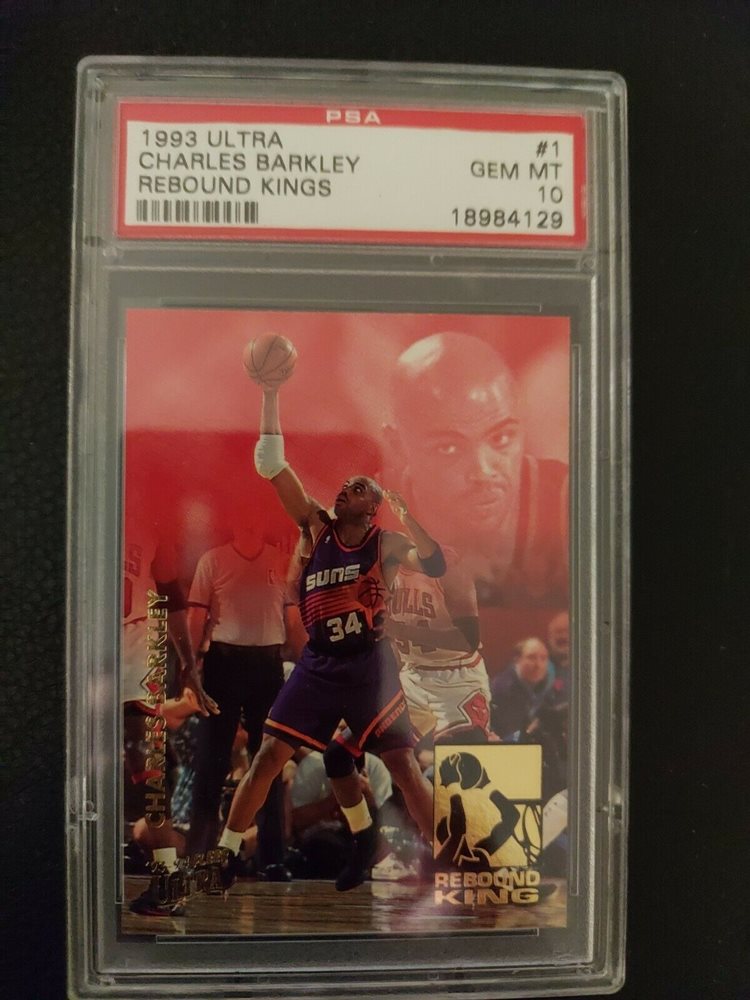 PSA
1993 ULTRA #1
CHARLES BARKLEY GEM MT
REBOUND KINGS 10
18984129
SUNS
34
BULLS
CHARLES BARKLEY
ULTRA
REBOUND
KING